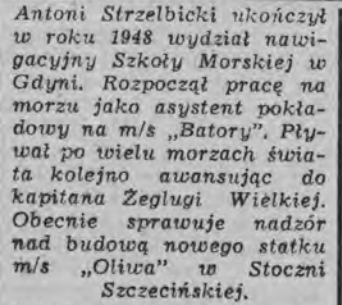 Antoni Strzelbicki ukończył
w roku 1948 wydział nawi-
gacyjny Szkoły Morskiej w
Gdyni. Rozpoczął pracę na
morzu jako asystent pokła-
dowy na m/s „Batory”. Pły-
wał po wielu morzach świa-
ta kolejno awansując do
kapitana Żeglugi Wielkiej.
Obecnie sprawuje nadzór
nad budową nowego statku
m/s „Oliwa” w Stoczni
Szczecińskiej.